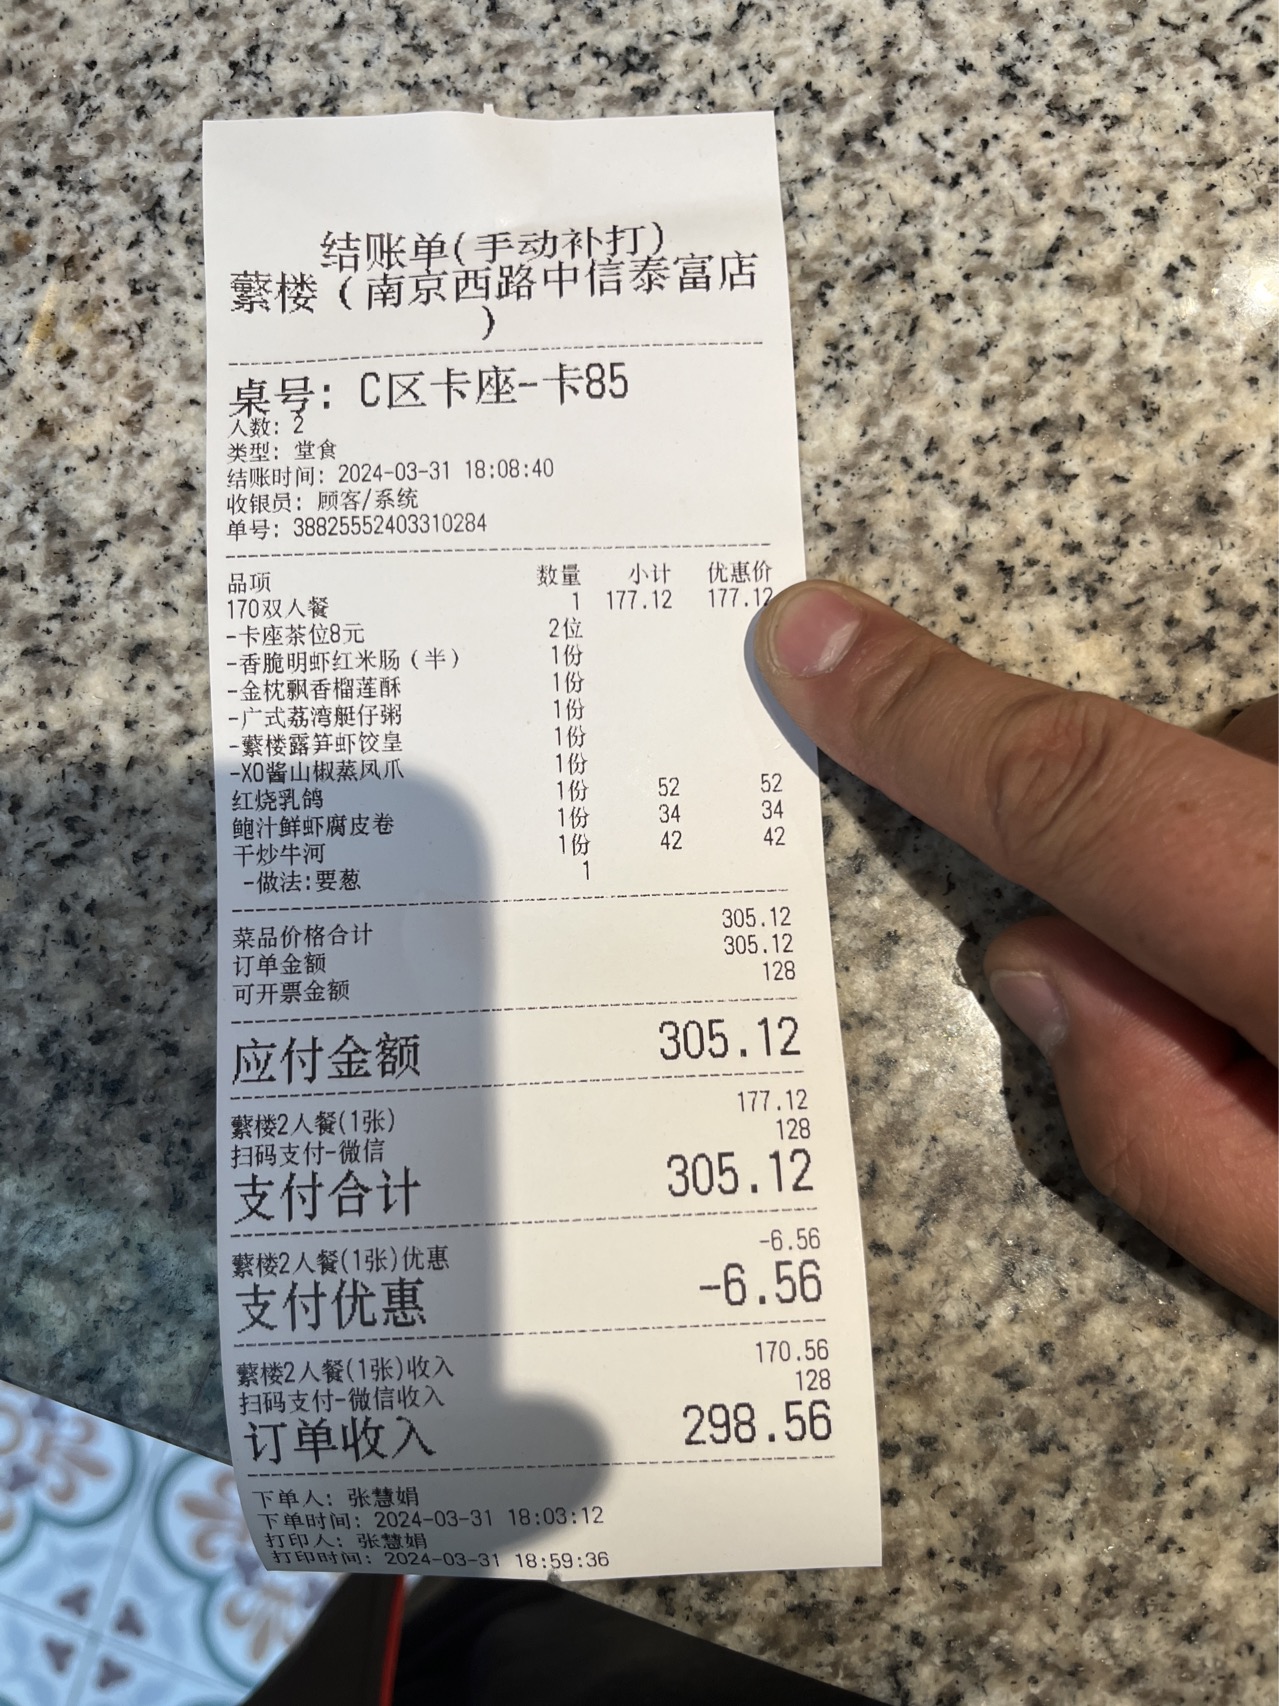 结账单(手动补打)
蘩楼（南京西路中信泰富店
）
桌号: C区卡座-卡85
人数: 2
类型: 堂食
结账时间: 2024-03-31 18:08:40
收银员: 顾客/系统
单号: 38825552403310284
品项 数量 小计 优惠价
170双人餐 1 177.12 177.12
-卡座茶位8元 2位
-香脆明虾红米肠（半） 1份
-金枕飘香榴莲酥 1份
-广式荔湾艇仔粥 1份
-蘩楼露笋虾饺皇 1份
-XO酱山椒蒸凤爪 1份
红烧乳鸽 1份 52 52
鲍汁鲜虾腐皮卷 1份 34 34
干炒牛河 1份 42 42
-做法:要葱 1
菜品价格合计 305.12
订单金额 305.12
可开票金额 128
应付金额 305.12
蘩楼2人餐(1张) 177.12
扫码支付-微信 128
支付合计 305.12
蘩楼2人餐(1张)优惠 -6.56
支付优惠 -6.56
蘩楼2人餐(1张)收入 170.56
扫码支付-微信收入 128
订单收入 298.56
下单人: 张慧娟
下单时间: 2024-03-31 18:03:12
打印人: 张慧娟
打印时间: 2024-03-31 18:59:36